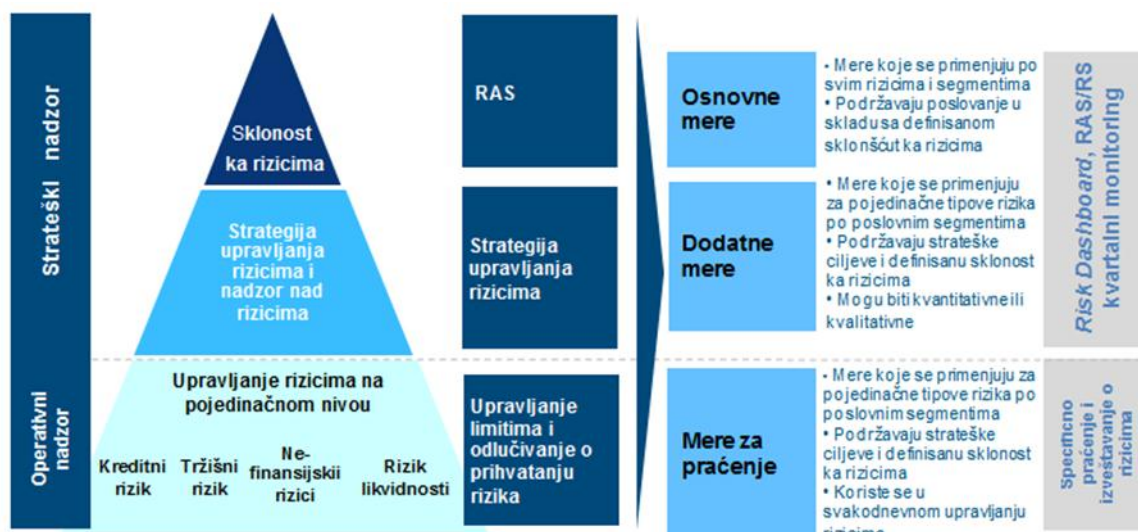 Strateški nadzor
Operativni
nadzor
Sklonost
ka rizicima
Strategija
upravljanja
rizicima i
nadzor nad
rizicima
Upravljanje rizicima na
pojedinačnom nivou
Kreditni
rizik
Tržišni
rizik
Ne-
finansijskii
rizici
Rizik
likvidnosti
RAS
Strategija
upravljanja
rizicima
Upravljanje
limitima i
odlučivanje o
prihvatanju
rizika
Osnovne
mere
• Mere koje se primenjuju po
svim rizicima i segmentima
• Podržavaju poslovanje u
skladu sa definisanom
sklonšćut ka rizicima
Dodatne
mere
• Mere koje se primenjuju
za pojedinačne tipove rizika
po poslovnim segmentima
• Podržavaju strateške
ciljeve i definisanu sklonost
ka rizicima
• Mogu biti kvantitativne ili
kvalitativne
Mere za
praćenje
• Mere koje se primenjuju za
pojedinačne tipove rizika po
poslovnim segmentima
• Podržavaju strateške
ciljeve i definisanu sklonost
ka rizicima
• Koriste se u
svakodnevnom upravljanju
rizicima
Risk Dashboard, RAS/RS
kvartalni monitoring
Specificno
praćenje i
izveštavanje o
rizicima